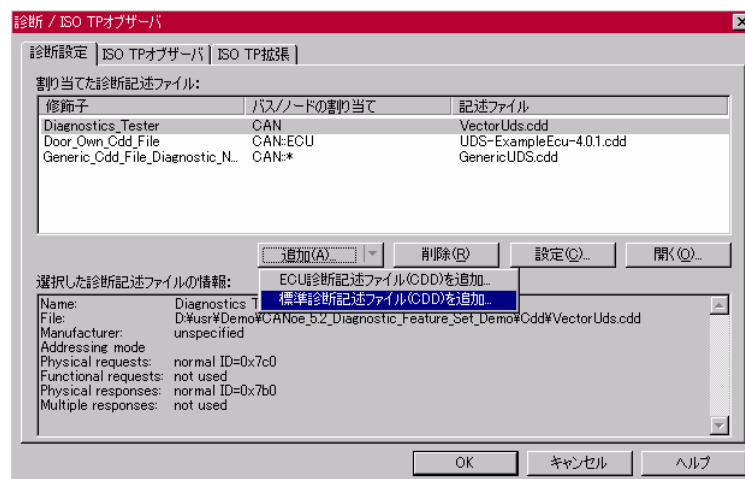 診断 / ISO TPオブザーバ
診断設定 ISO TPオブザーバ ISO TP拡張
割り当てた診断記述ファイル:
修飾子 バス/ノードの割り当て 記述ファイル
Diagnostics_Tester CAN VectorUds.cdd
Door_Own_Cdd_File CAN::ECU UDS-ExampleEcu-4.0.1.cdd
Generic_Cdd_File_Diagnostic_N... CAN::* GenericUDS.cdd
追加(A)... 削除(R) 設定(C)... 開く(O)...
ECU診断記述ファイル(CDD)を追加...
標準診断記述ファイル(CDD)を追加...
選択した診断記述ファイルの情報:
Name: Diagnostics T
File: D:¥usr¥Demo¥CANoe_5.2_Diagnostic_Feature_Set_Demo¥Cdd¥VectorUds.cdd
Manufacturer: unspecified
Addressing mode
Physical requests: normal ID=0x7c0
Functional requests: not used
Physical responses: normal ID=0x7b0
Multiple responses: not used
OK キャンセル ヘルプ